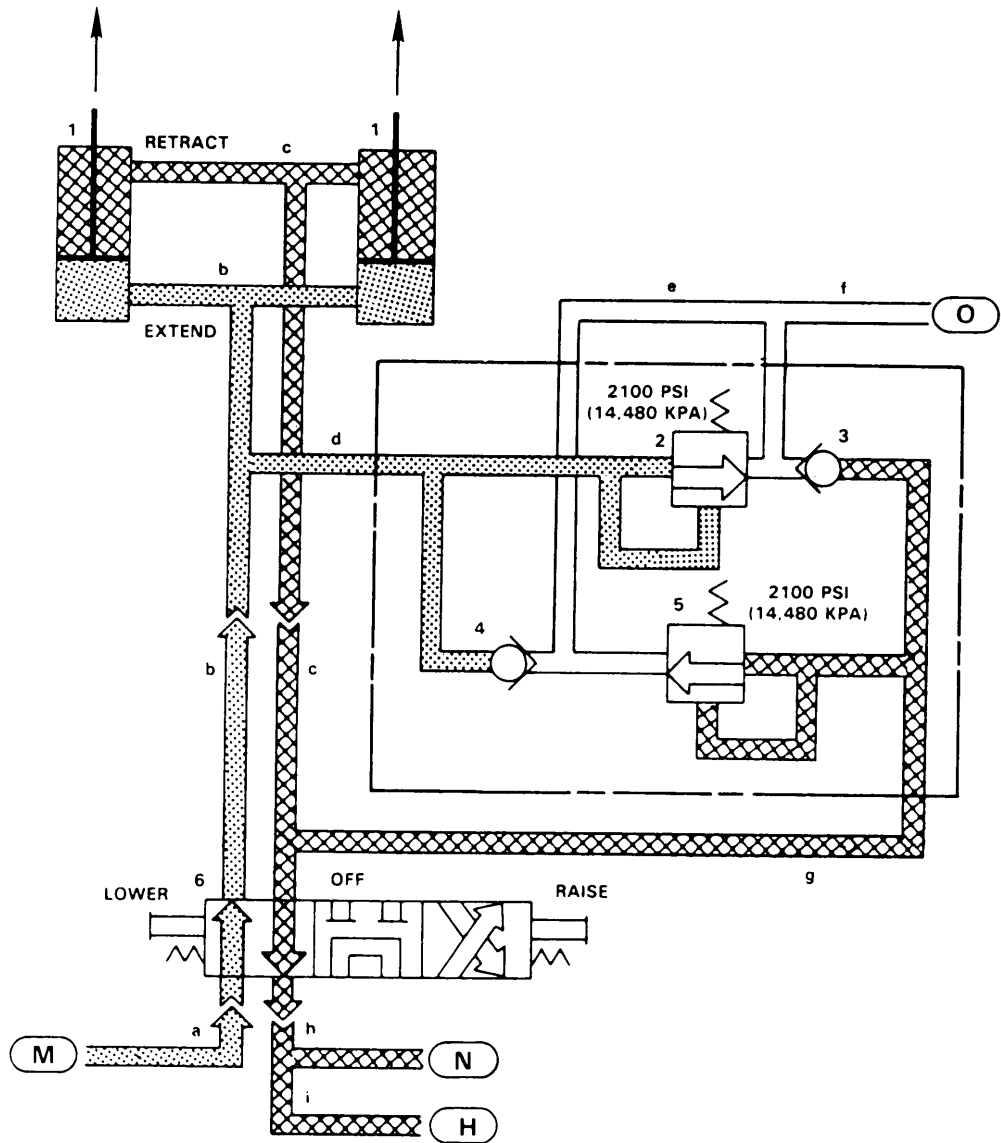 1
1
RETRACT
c
b
EXTEND
e
f
O
2100 PSI
(14,480 KPA)
2
3
d
2100 PSI
(14,480 KPA)
5
4
b
c
g
LOWER
6
OFF
RAISE
a
h
M
N
i
H